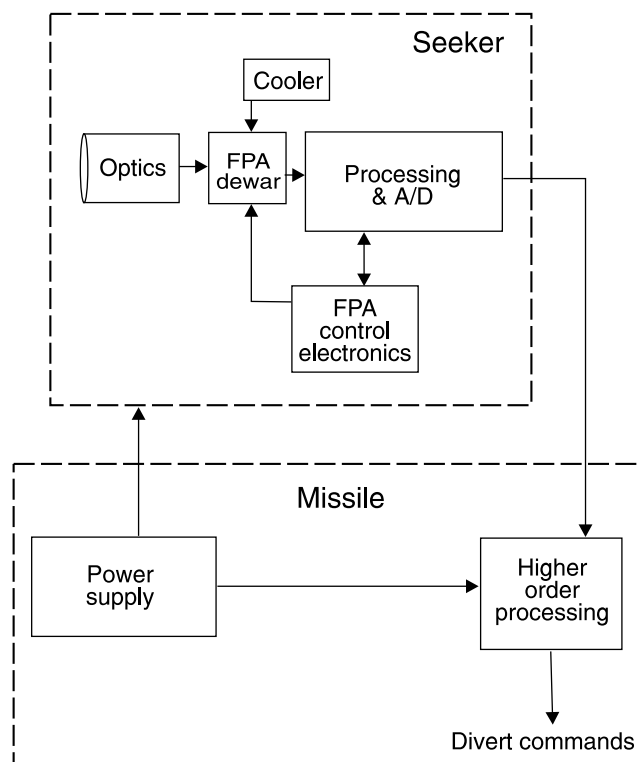 Seeker
Cooler
Optics
FPA
dewar
Processing
& A/D
FPA
control
electronics
Missile
Power
supply
Higher
order
processing
Divert commands